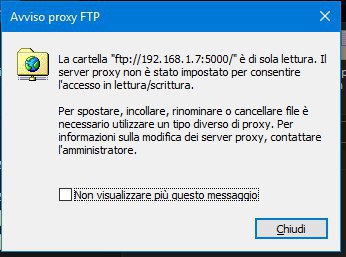 Avviso proxy FTP
La cartella "ftp://192.168.1.7:5000/" è di sola lettura. Il
server proxy non è stato impostato per consentire
l'accesso in lettura/scrittura.
Per spostare, incollare, rinominare o cancellare file è
necessario utilizzare un tipo diverso di proxy. Per
informazioni sulla modifica dei server proxy, contattare
l'amministratore.
Non visualizzare più questo messaggio
Chiudi